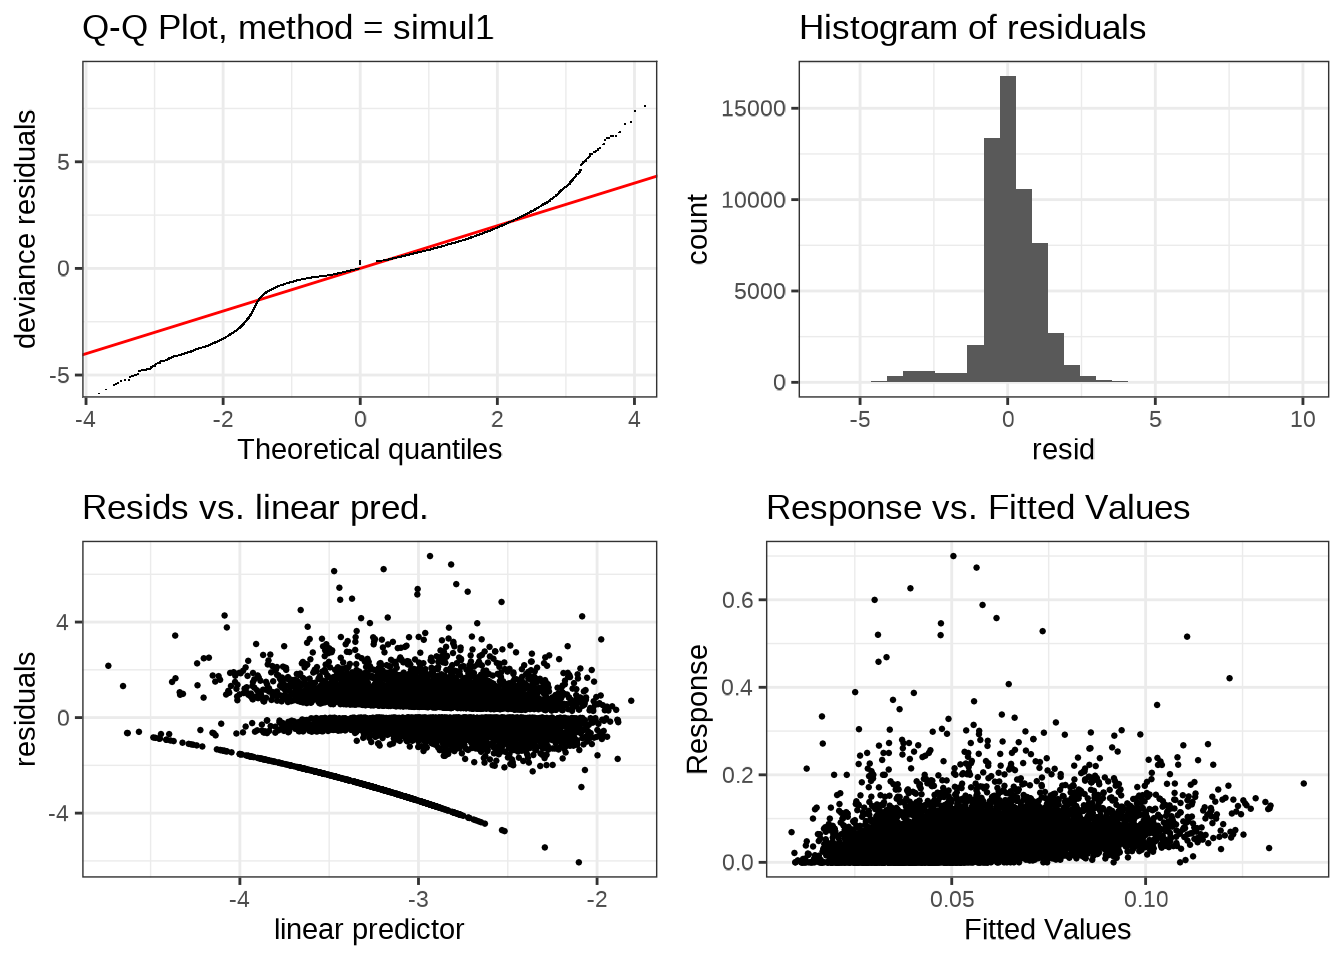 Q-Q Plot, method = simul1
deviance residuals
5
0
-5
-4
-2
0
2
4
Theoretical quantiles
Histogram of residuals
count
15000
10000
5000
0
-5
0
5
10
resid
Resids vs. linear pred.
residuals
4
0
-4
-4
-3
-2
linear predictor
Response vs. Fitted Values
Response
0.6
0.4
0.2
0.0
0.05
0.10
Fitted Values